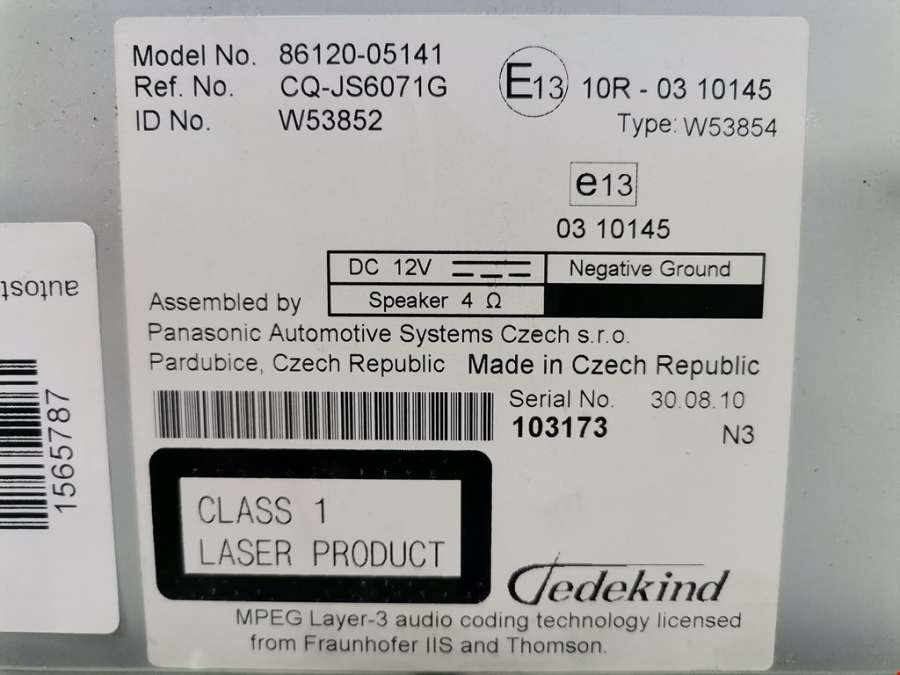 Model No. 86120-05141
Ref. No. CQ-JS6071G
ID No. W53852
E13 10R - 03 10145
Type: W53854
e13
03 10145
DC 12V
Negative Ground
Speaker 4 Ω
Assembled by
Panasonic Automotive Systems Czech s.r.o.
Pardubice, Czech Republic Made in Czech Republic
Serial No. 30.08.10
103173
N3
CLASS 1
LASER PRODUCT
Jedekind
MPEG Layer-3 audio coding technology licensed
from Fraunhofer IIS and Thomson.
1565787